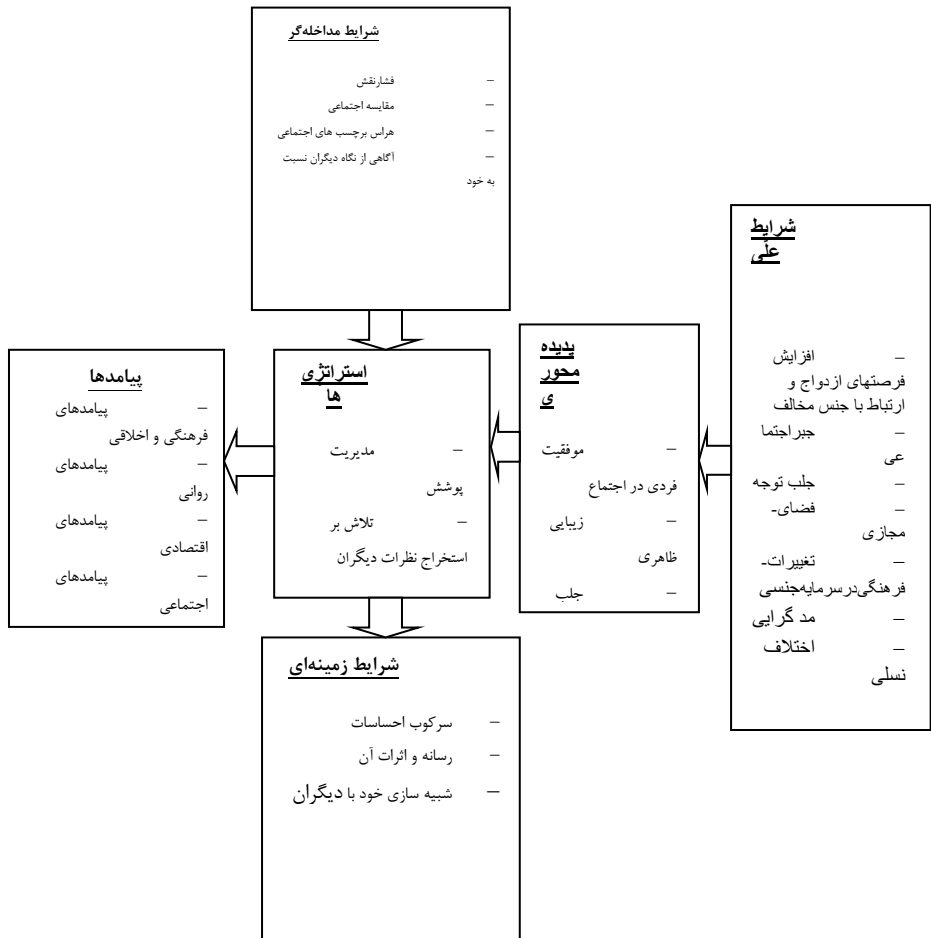 شرایط مداخله‌گر
– فشارنقش
– مقایسه اجتماعی
– هراس برچسب های اجتماعی
– آگاهی از نگاه دیگران نسبت
به خود
شرایط
علّی
– افزایش
فرصتهای ازدواج و
ارتباط با جنس مخالف
– جبراجتما
عی
– جلب توجه
– فضای-
مجازی
– تغییرات-
فرهنگی‌درسرمایه‌جنسی
– مد گرایی
– اختلاف
نسلی
پدیده
محور
ی
– موفقیت
فردی در اجتماع
– زیبایی
ظاهری
– جلب
استراتژی
ها
– مدیریت
پوشش
– تلاش بر
استخراج نظرات دیگران
پیامدها
– پیامدهای
فرهنگی و اخلاقی
– پیامدهای
روانی
– پیامدهای
اقتصادی
– پیامدهای
اجتماعی
شرایط زمینه‌ای
– سرکوب احساسات
– رسانه و اثرات آن
– شبیه سازی خود با دیگران